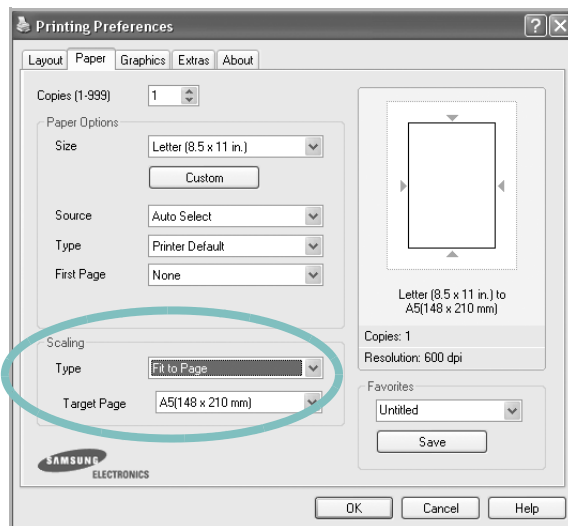 Printing Preferences
Layout Paper Graphics Extras About
Copies (1-999) 1
Paper Options
Size Letter (8.5 x 11 in.)
Custom
Source Auto Select
Type Printer Default
First Page None
Scaling
Type Fit to Page
Target Page A5(148 x 210 mm)
SAMSUNG
ELECTRONICS
Letter (8.5 x 11 in.) to
A5(148 x 210 mm)
Copies: 1
Resolution: 600 dpi
Favorites
Untitled
Save
OK Cancel Help